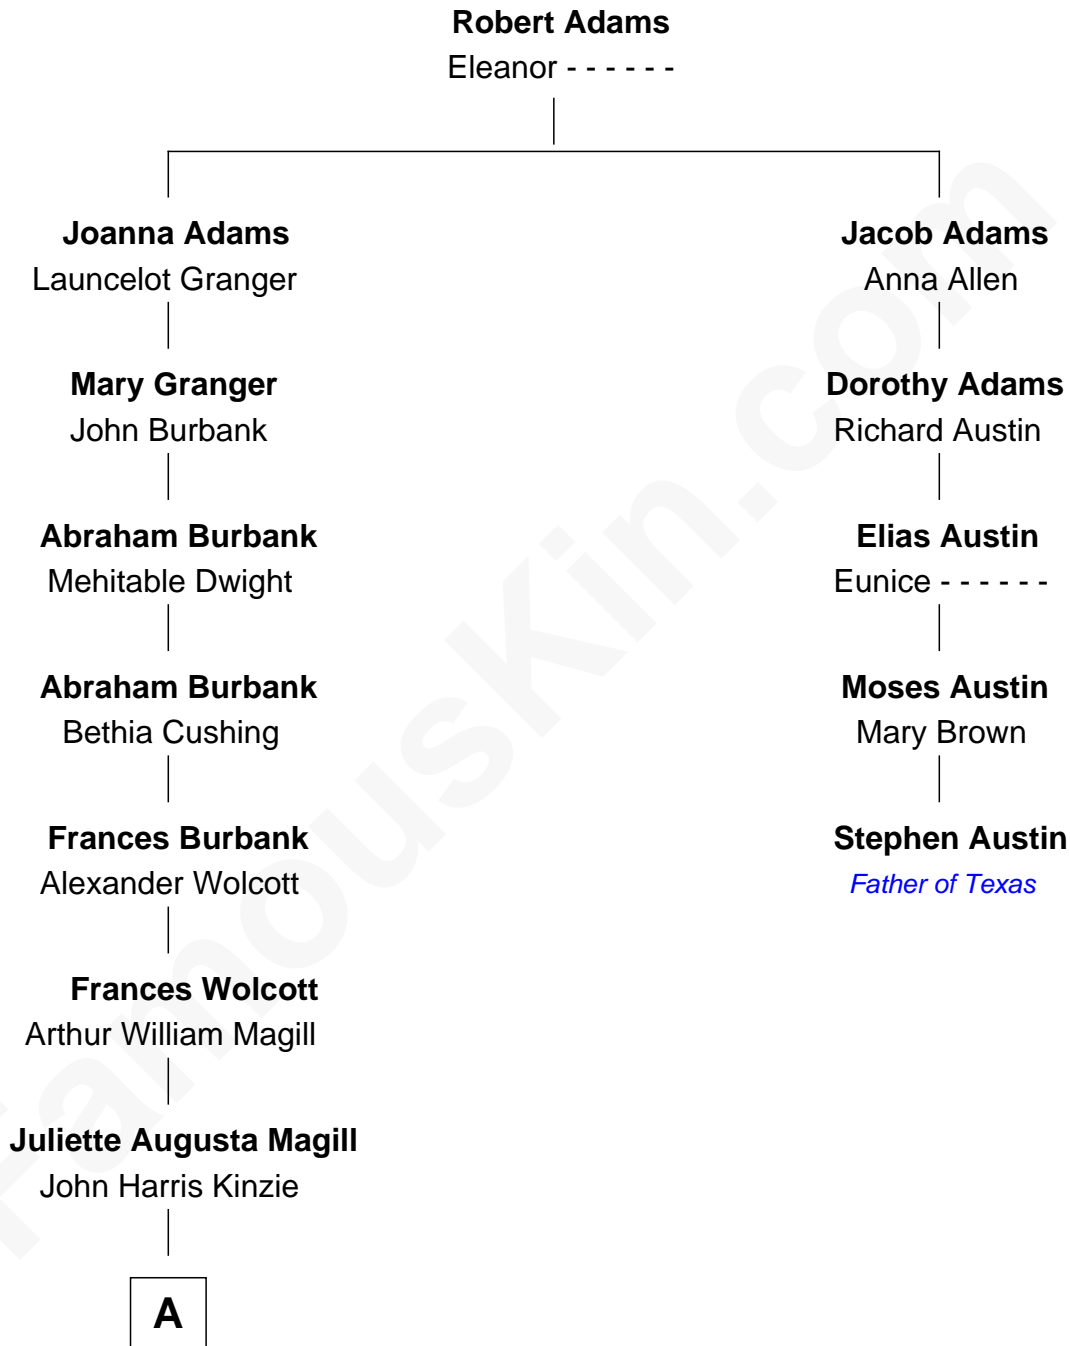 Robert Adams
Eleanor - - - - - -
Joanna Adams
Launcelot Granger
Jacob Adams
Anna Allen
Mary Granger
John Burbank
Dorothy Adams
Richard Austin
Abraham Burbank
Mehitable Dwight
Elias Austin
Eunice - - - - - -
Abraham Burbank
Bethia Cushing
Moses Austin
Mary Brown
Frances Burbank
Alexander Wolcott
Stephen Austin
Father of Texas
Frances Wolcott
Arthur William Magill
Juliette Augusta Magill
John Harris Kinzie
A
FamousKin.com